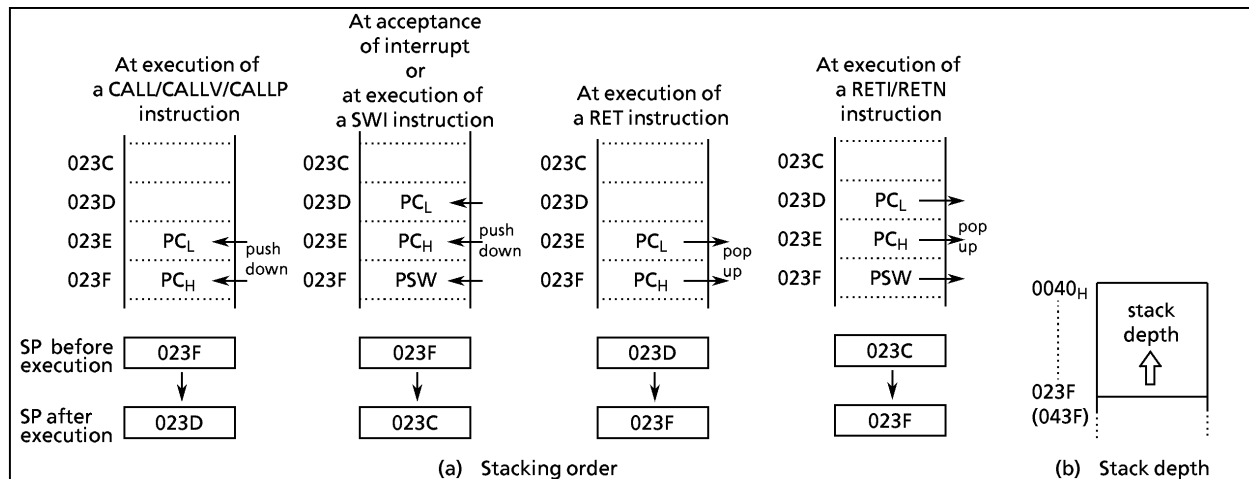 At execution of
a CALL/CALLV/CALLP
instruction
023C
023D
023E PCL
023F PCH
push
down
At acceptance
of interrupt
or
at execution of
a SWI instruction
023C
023D PCL
023E PCH
023F PSW
push
down
At execution of
a RET instruction
023C
023D
023E PCL
023F PCH
pop
up
At execution of
a RETI/RETN
instruction
023C
023D PCL
023E PCH
023F PSW
pop
up
SP before
execution
023F 023F 023D 023C
SP after
execution
023D 023C 023F 023F
(a) Stacking order
0040H
stack
depth
023F
(043F)
(b) Stack depth